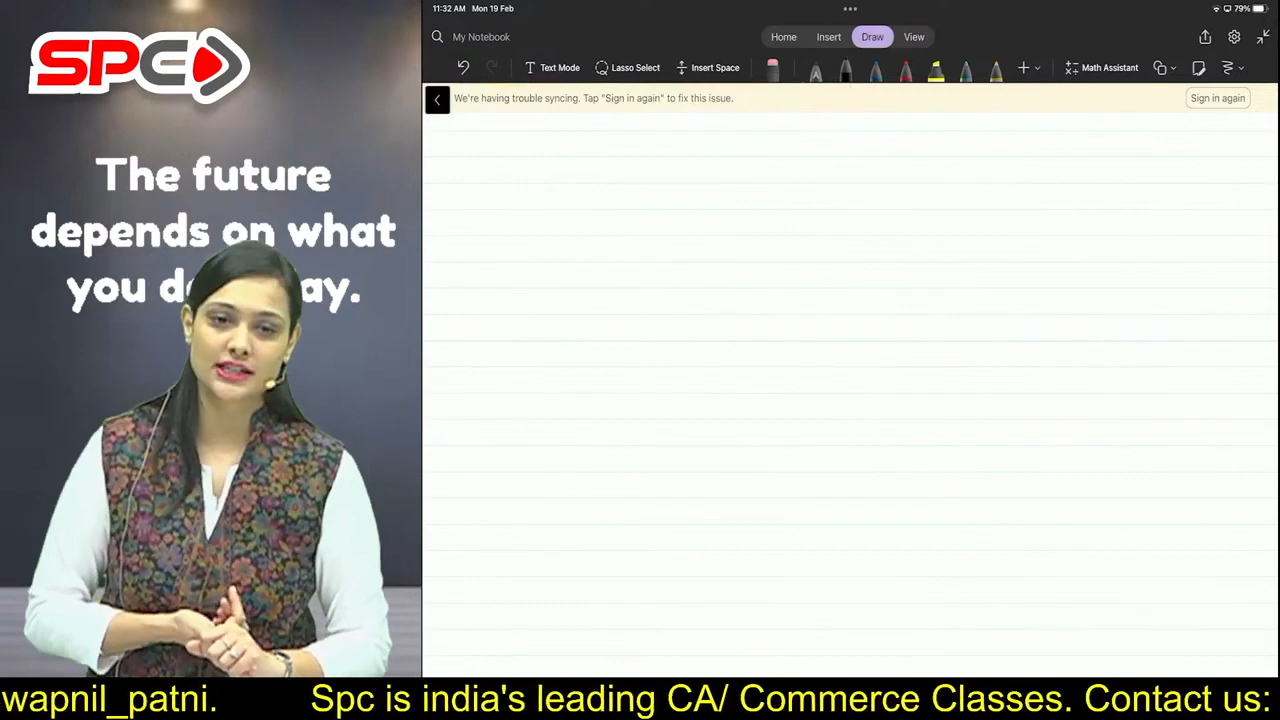 SPC
The future
depends on what
you d ay.
11:32 AM Mon 19 Feb
79%
My Notebook
Home Insert Draw View
Text Mode Lasso Select Insert Space Math Assistant
We're having trouble syncing. Tap "Sign in again" to fix this issue. Sign in again
wapnil_patni. Spc is india's leading CA/ Commerce Classes. Contact us: